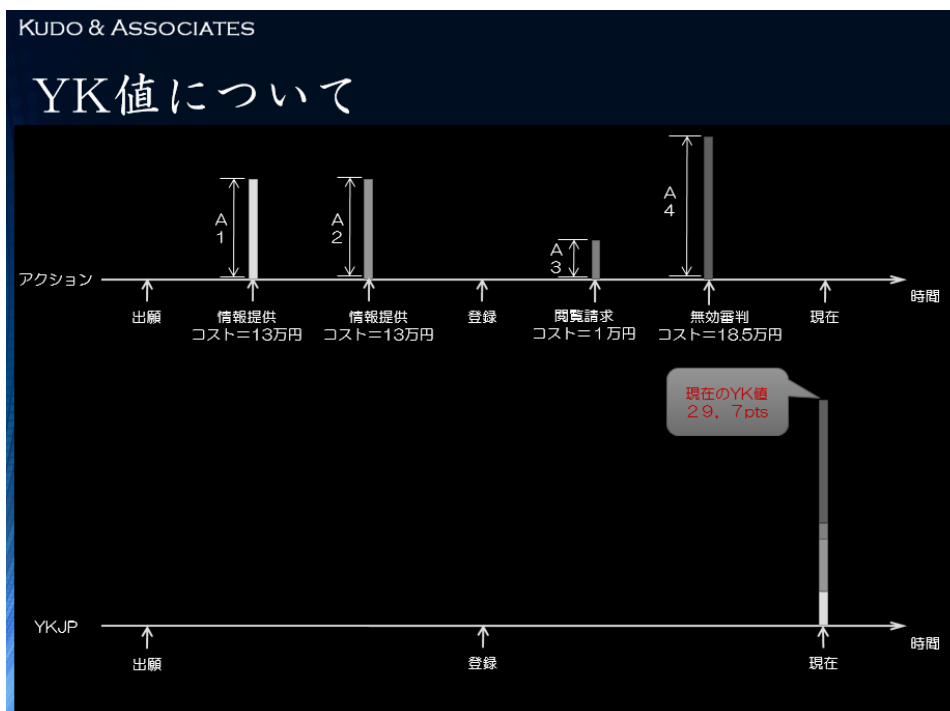 KUDO & ASSOCIATES
YK値について
A
1
A
2
A
3
A
4
アクション
時間
出願
情報提供
コスト＝13万円
情報提供
コスト＝13万円
登録
閲覧請求
コスト＝1万円
無効審判
コスト＝18.5万円
現在
現在のYK値
２９．７pts
YKJP
時間
出願
登録
現在